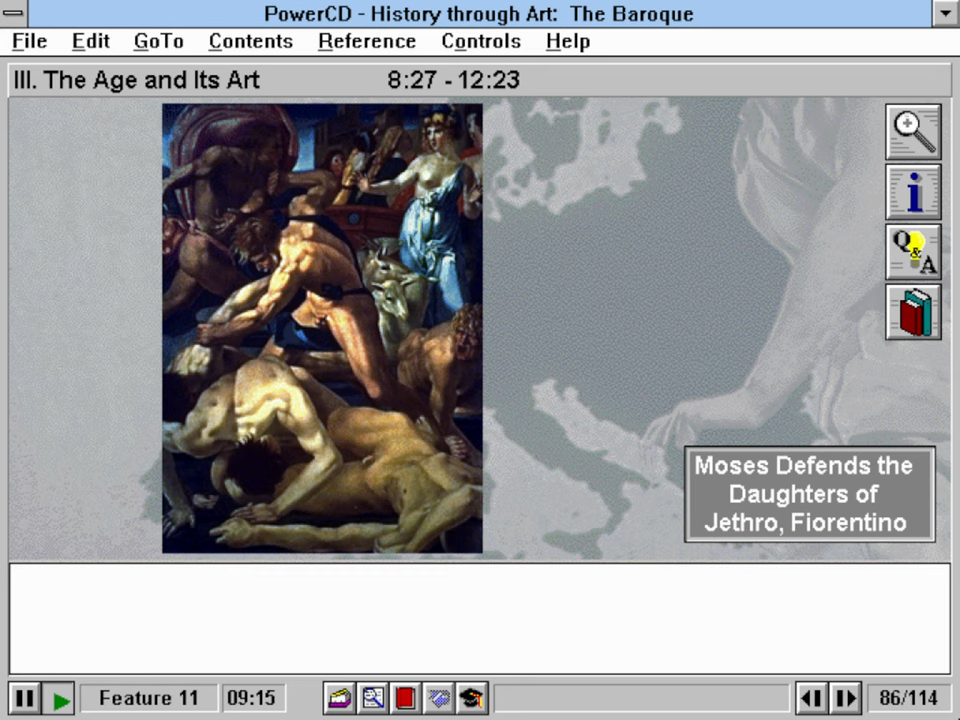 PowerCD - History through Art: The Baroque
File Edit GoTo Contents Reference Controls Help
III. The Age and Its Art 8:27 - 12:23
i
Q & A
Moses Defends the
Daughters of
Jethro, Fiorentino
Feature 11 09:15 86/114